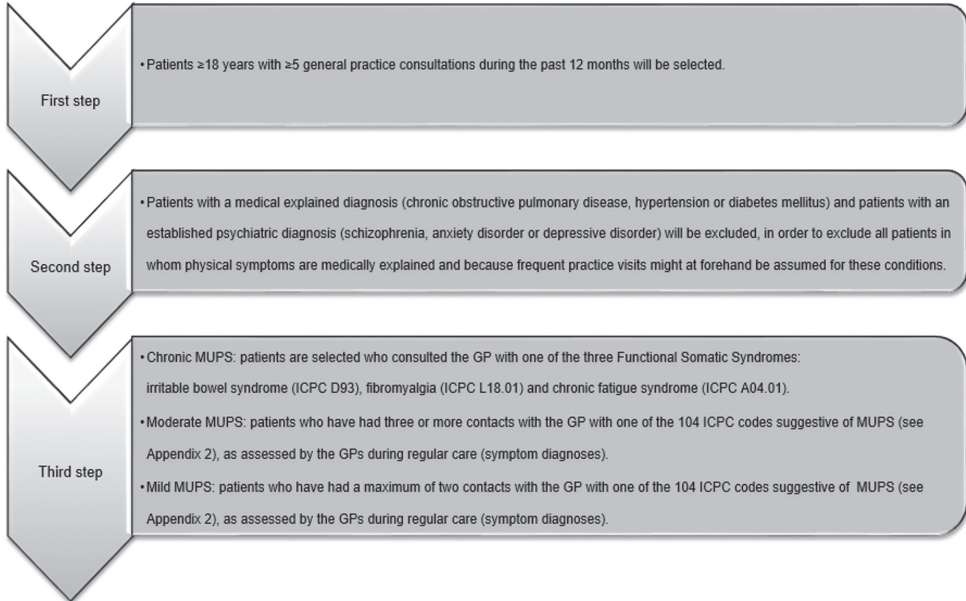 First step
• Patients ≥18 years with ≥5 general practice consultations during the past 12 months will be selected.
Second step
• Patients with a medical explained diagnosis (chronic obstructive pulmonary disease, hypertension or diabetes mellitus) and patients with an
established psychiatric diagnosis (schizophrenia, anxiety disorder or depressive disorder) will be excluded, in order to exclude all patients in
whom physical symptoms are medically explained and because frequent practice visits might at forehand be assumed for these conditions.
Third step
• Chronic MUPS: patients are selected who consulted the GP with one of the three Functional Somatic Syndromes:
irritable bowel syndrome (ICPC D93), fibromyalgia (ICPC L18.01) and chronic fatigue syndrome (ICPC A04.01).
• Moderate MUPS: patients who have had three or more contacts with the GP with one of the 104 ICPC codes suggestive of MUPS (see
Appendix 2), as assessed by the GPs during regular care (symptom diagnoses).
• Mild MUPS: patients who have had a maximum of two contacts with the GP with one of the 104 ICPC codes suggestive of MUPS (see
Appendix 2), as assessed by the GPs during regular care (symptom diagnoses).